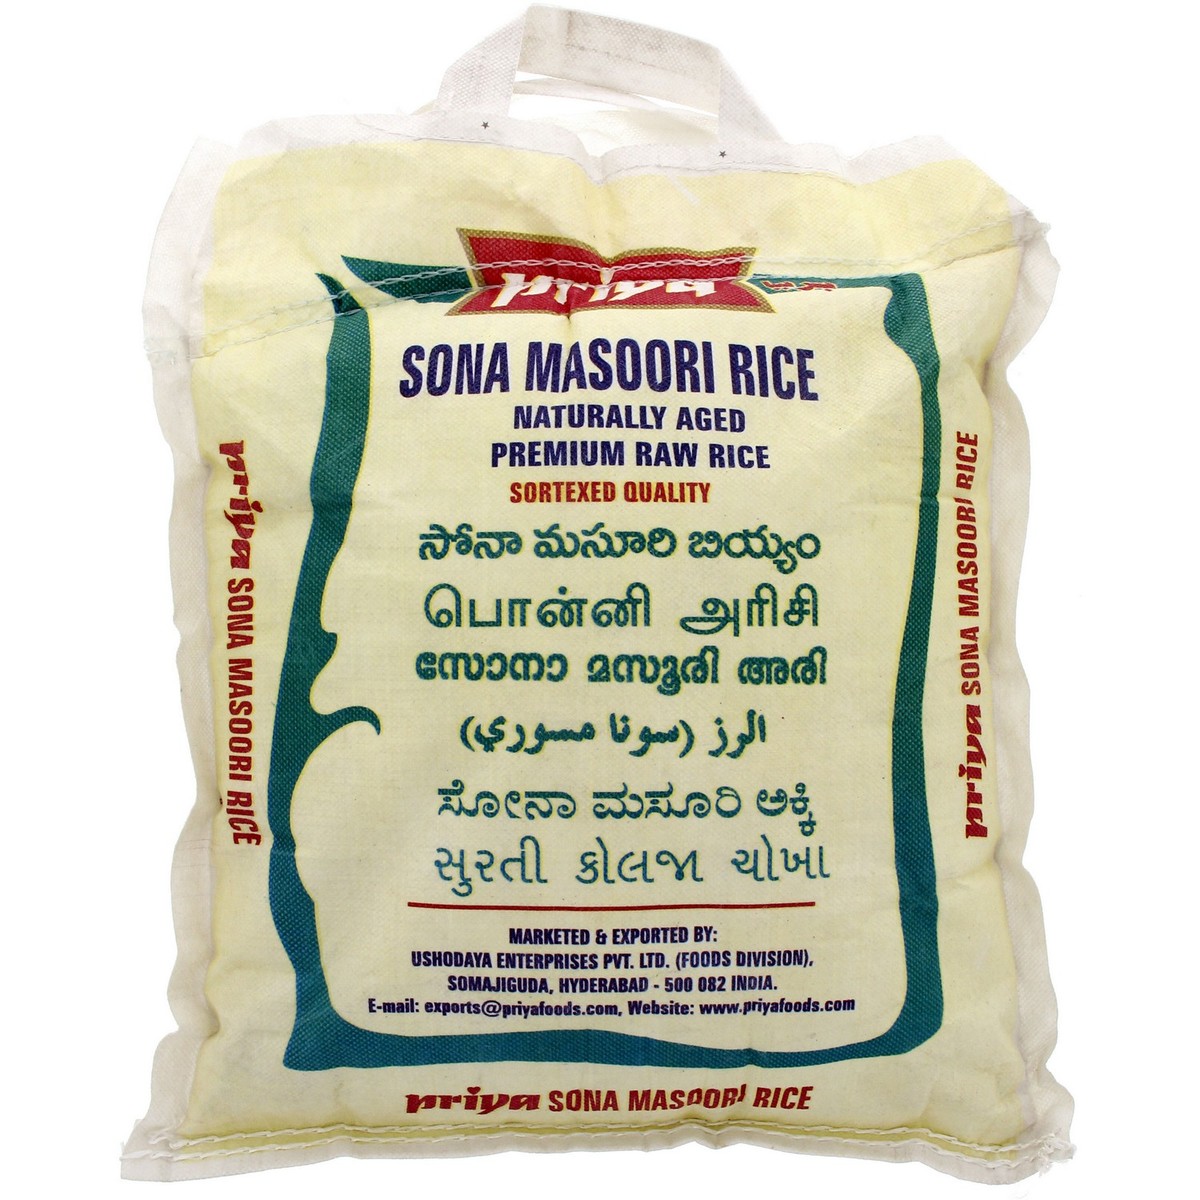 priya
SONA MASOORI RICE
NATURALLY AGED
PREMIUM RAW RICE
SORTEXED QUALITY
సోనా మసూరి బియ్యం
பொன்னி அரிசி
സോനാ മസൂരി അരി
الرز (سونا مسوري)
ಸೋನಾ ಮಸೂರಿ ಅಕ್ಕಿ
સુરતી કોલજા ચોખા
MARKETED & EXPORTED BY:
USHODAYA ENTERPRISES PVT. LTD. (FOODS DIVISION),
SOMAJIGUDA, HYDERABAD - 500 082 INDIA.
E-mail: exports@priyafoods.com, Website: www.priyafoods.com
priya SONA MASOORI RICE
priya SONA MASOORI RICE
priya SONA MASOORI RICE